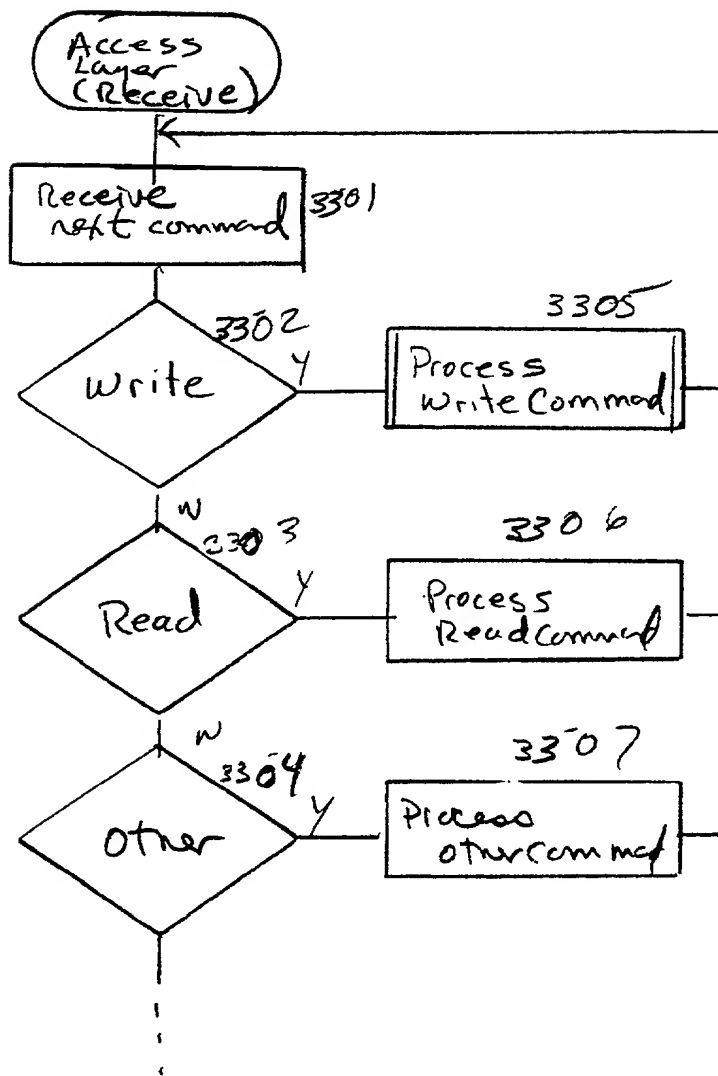 Access
Layer
(Receive)
Receive
next command
3301
3302
Write
Y
3305
Process
Write Command
N
3303
Read
Y
3306
Process
Read command
N
3304
other
Y
3307
Process
other command